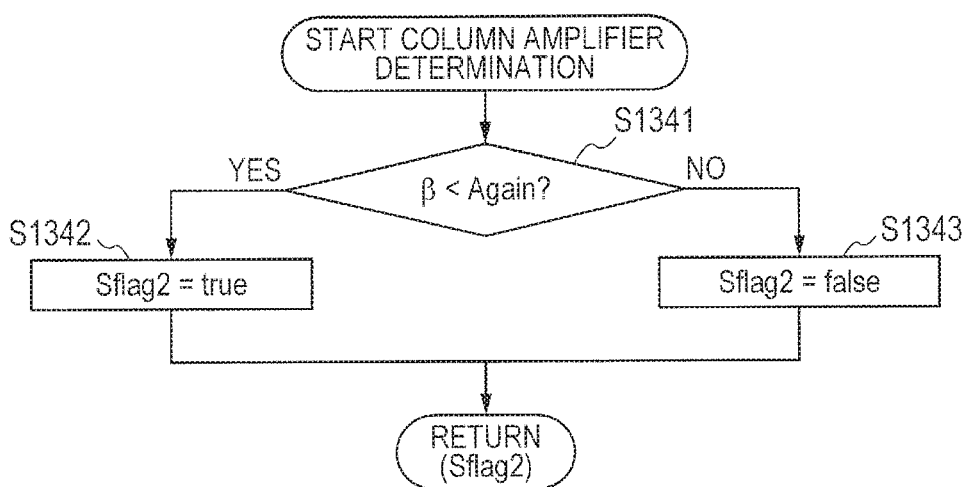 START COLUMN AMPLIFIER
DETERMINATION
S1341
YES
β < Again?
NO
S1342
Sflag2 = true
S1343
Sflag2 = false
RETURN
(Sflag2)